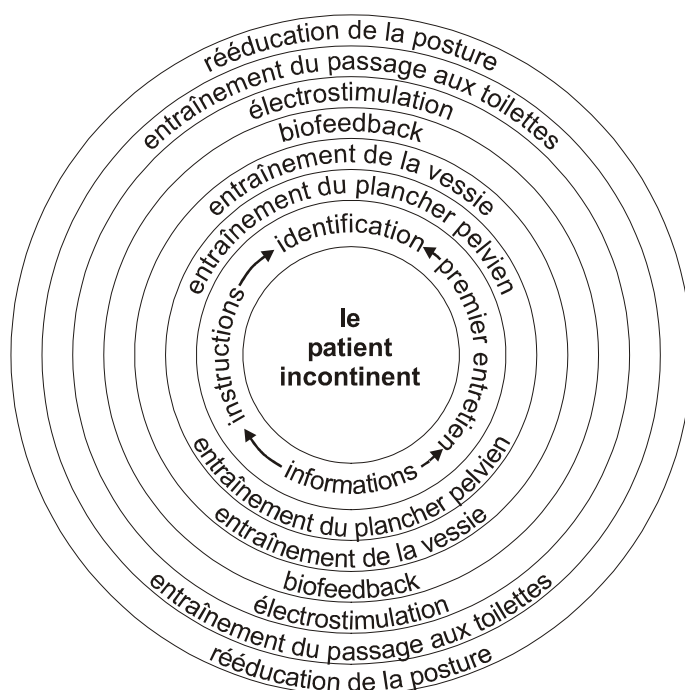 rééducation de la posture
entraînement du passage aux toilettes
électrostimulation
biofeedback
entraînement de la vessie
entraînement du plancher pelvien
identification
premier entretien
instructions
le
patient
incontinent
informations
entraînement du plancher pelvien
entraînement de la vessie
biofeedback
électrostimulation
entraînement du passage aux toilettes
rééducation de la posture